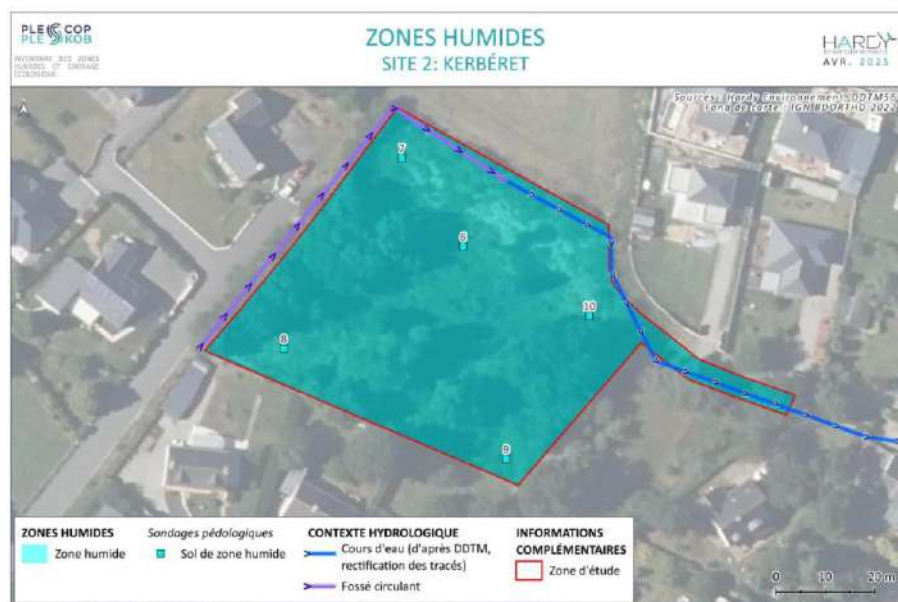 PLESCOP
PLESKOB
INVENTAIRE DES ZONES
HUMIDES ET CADRAGE
ÉCOLOGIQUE
ZONES HUMIDES
SITE 2: KERBÉRET
HARDY
environnement
AVR. 2025
Sources : Hardy Environnement, DDTM56
Fond de carte : IGN BDORTHO 2022
7
6
10
8
9
ZONES HUMIDES
Zone humide
Sondages pédologiques
Sol de zone humide
CONTEXTE HYDROLOGIQUE
Cours d'eau (d'après DDTM,
rectification des tracés)
Fossé circulant
INFORMATIONS
COMPLÉMENTAIRES
Zone d'étude
0 10 20 m